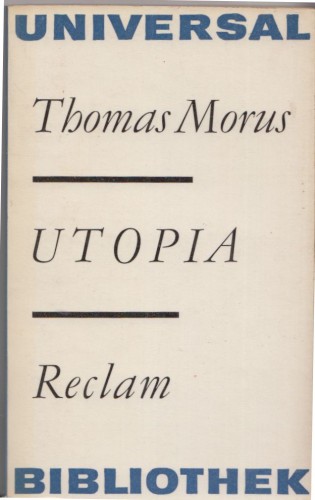 UNIVERSAL
Thomas Morus
UTOPIA
Reclam
BIBLIOTHEK